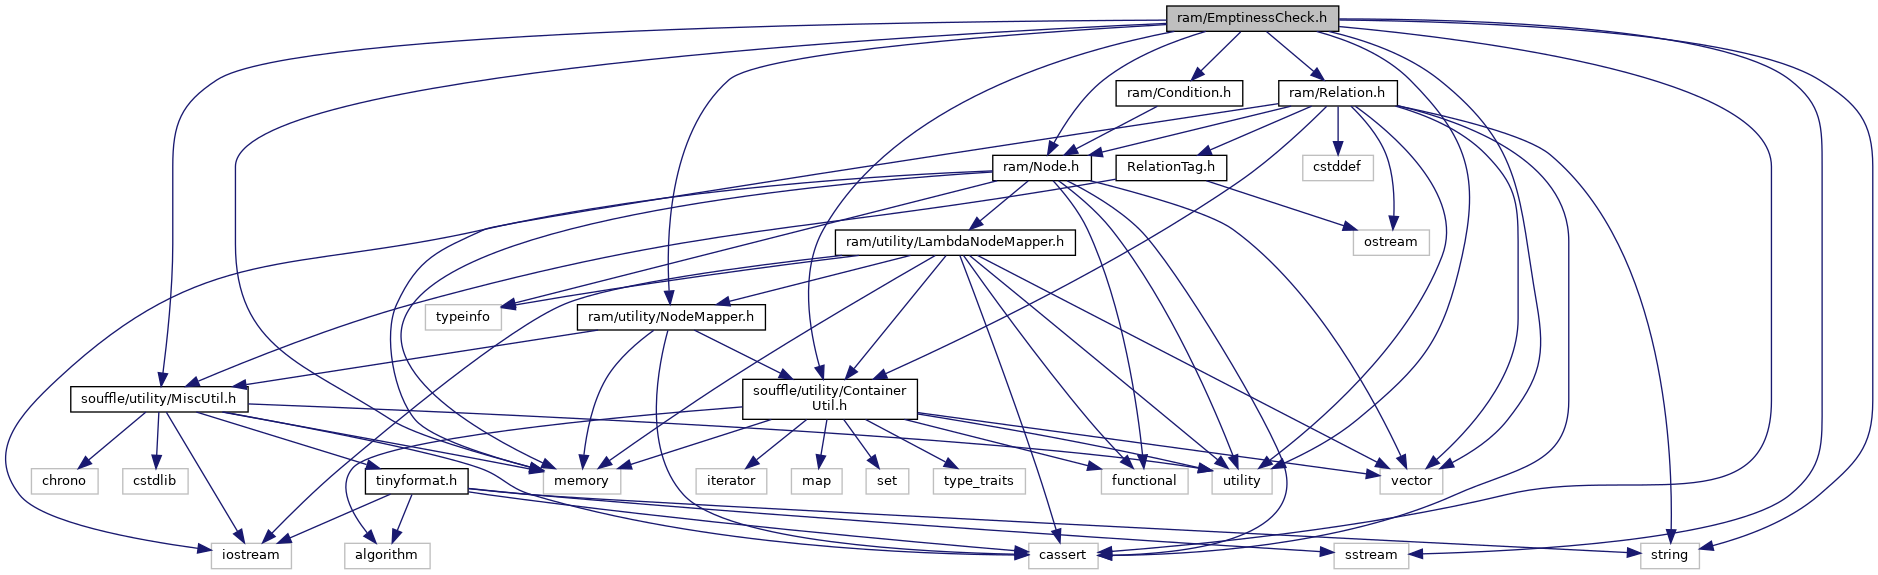 ram/EmptinessCheck.h
ram/Condition.h
ram/Relation.h
ram/Node.h
RelationTag.h
cstddef
ram/utility/LambdaNodeMapper.h
ostream
typeinfo
ram/utility/NodeMapper.h
souffle/utility/MiscUtil.h
souffle/utility/Container
Util.h
chrono
cstdlib
tinyformat.h
memory
iterator
map
set
type_traits
functional
utility
vector
iostream
algorithm
cassert
sstream
string